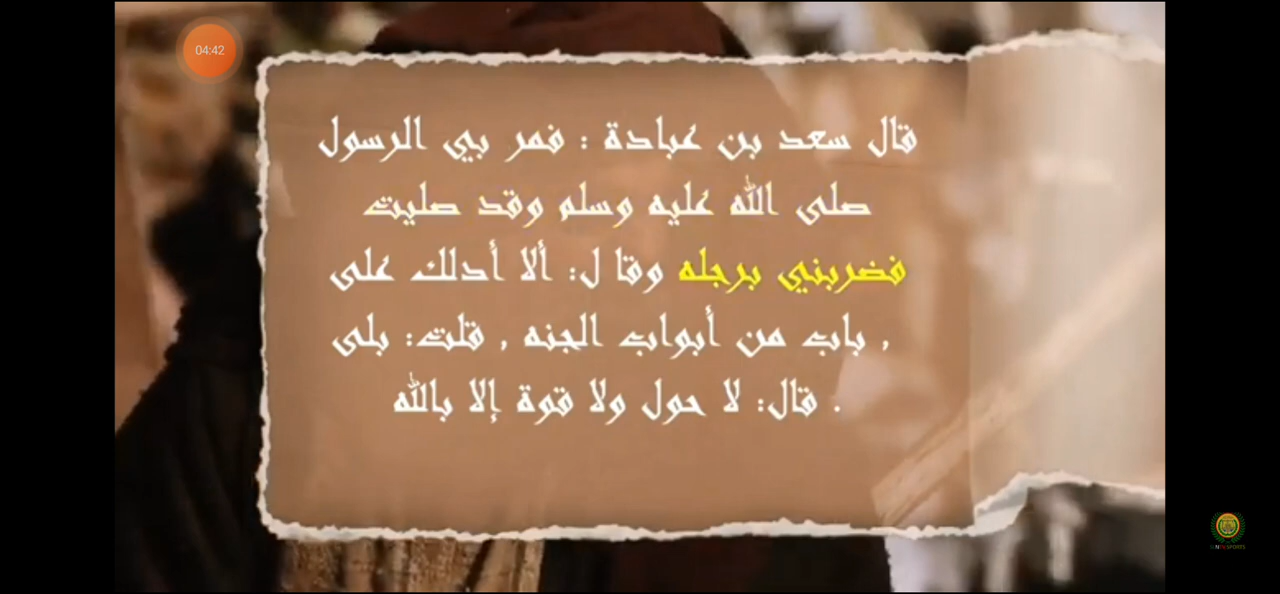 04:42
قال سعد بن عبادة : فمر بي الرسول
صلى الله عليه وسلم وقد صليت
فضربني برجله وقا ل: ألا أدلك على
باب من أبواب الجنه , قلت: بلى ,
قال: لا حول ولا قوة إلا بالله .